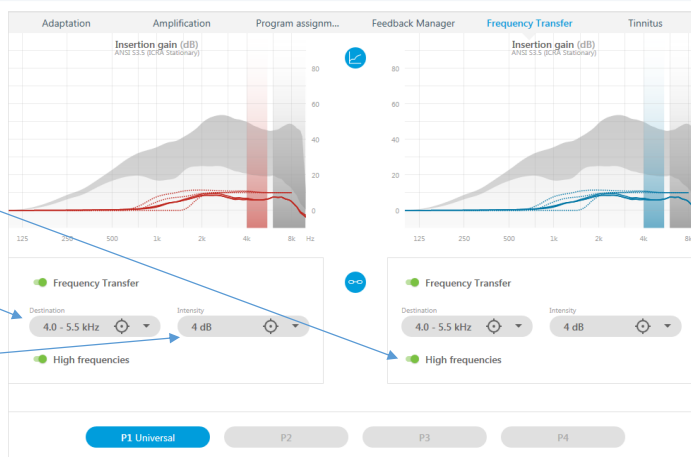 Adaptation Amplification Program assignm... Feedback Manager Frequency Transfer Tinnitus
Insertion gain (dB)
ANSI S3.5 (ICRA Stationary)
80
60
40
20
0
125 250 500 1k 2k 4k 8k Hz
Insertion gain (dB)
ANSI S3.5 (ICRA Stationary)
80
60
40
20
0
125 250 500 1k 2k 4k 8k
Frequency Transfer
Destination Intensity
4.0 - 5.5 kHz 4 dB
High frequencies
Frequency Transfer
Destination Intensity
4.0 - 5.5 kHz 4 dB
High frequencies
P1 Universal P2 P3 P4